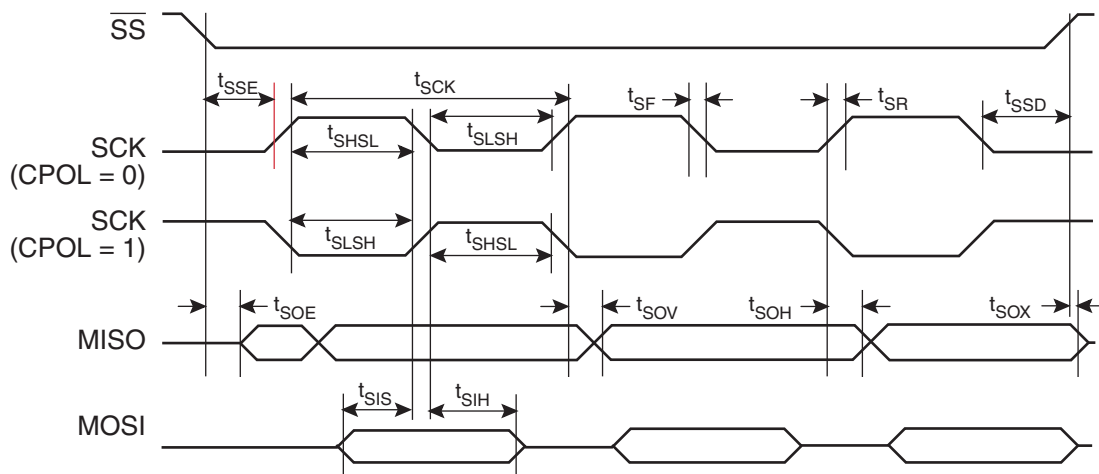 SS
tSSE
tSCK
tSF
tSR
tSSD
SCK
(CPOL = 0)
tSHSL
tSLSH
SCK
(CPOL = 1)
tSLSH
tSHSL
MISO
tSOE
tSOV
tSOH
tSOX
MOSI
tSIS
tSIH